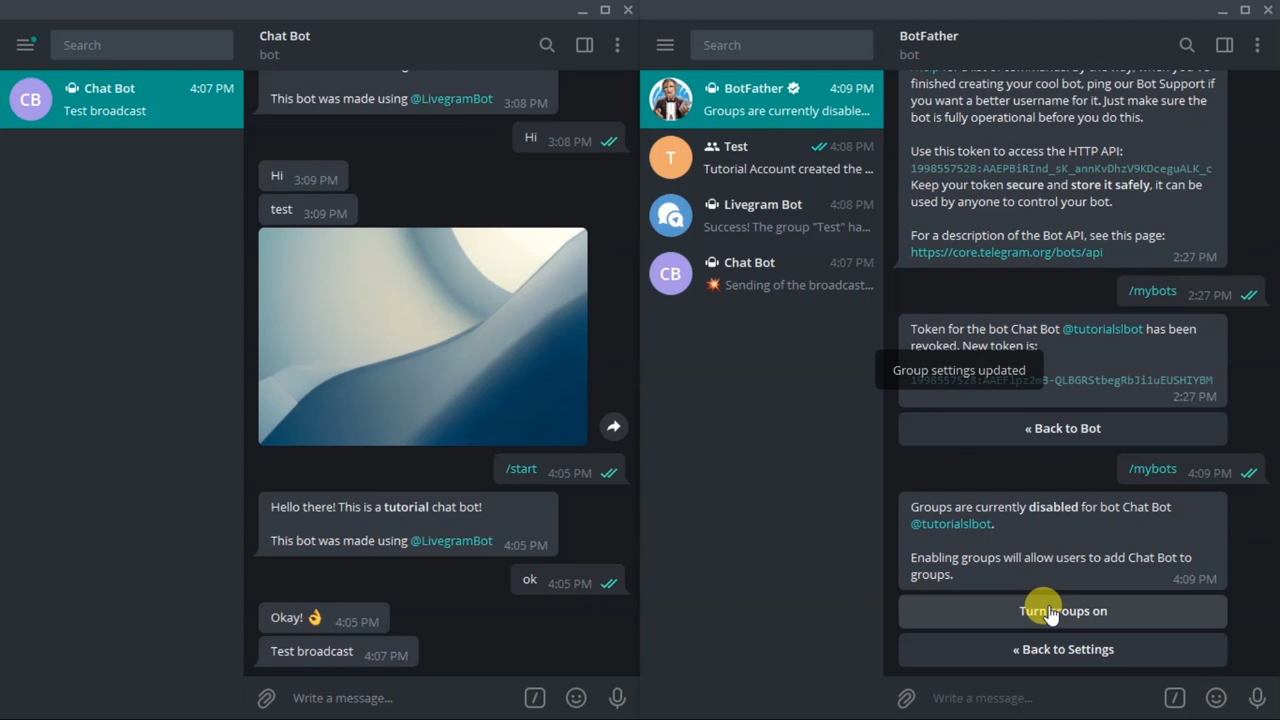 Search
Chat Bot
bot
CB
Chat Bot
4:07 PM
Test broadcast
This bot was made using @LivegramBot
3:08 PM
Hi
3:08 PM
Hi
3:09 PM
test
3:09 PM
/start
4:05 PM
Hello there! This is a tutorial chat bot!
This bot was made using @LivegramBot
4:05 PM
ok
4:05 PM
Okay! 👌
4:05 PM
Test broadcast
4:07 PM
Write a message...
Search
BotFather
bot
BotFather
4:09 PM
Groups are currently disable...
T
Test
4:08 PM
Tutorial Account created the ...
Livegram Bot
4:08 PM
Success! The group "Test" ha...
CB
Chat Bot
4:07 PM
💥 Sending of the broadcast...
finished creating your cool bot, ping our Bot Support if
you want a better username for it. Just make sure the
bot is fully operational before you do this.
Use this token to access the HTTP API:
1998557528:AAEPBiRInd_sK_annKvDhzV9KDceguALK_c
Keep your token secure and store it safely, it can be
used by anyone to control your bot.
For a description of the Bot API, see this page:
https://core.telegram.org/bots/api
2:27 PM
/mybots
2:27 PM
Token for the bot Chat Bot @tutorialslbot has been
revoked. New token is:
Group settings updated
2:27 PM
« Back to Bot
/mybots
4:09 PM
Groups are currently disabled for bot Chat Bot
@tutorialslbot.
Enabling groups will allow users to add Chat Bot to
groups.
4:09 PM
Turn groups on
« Back to Settings
Write a message...